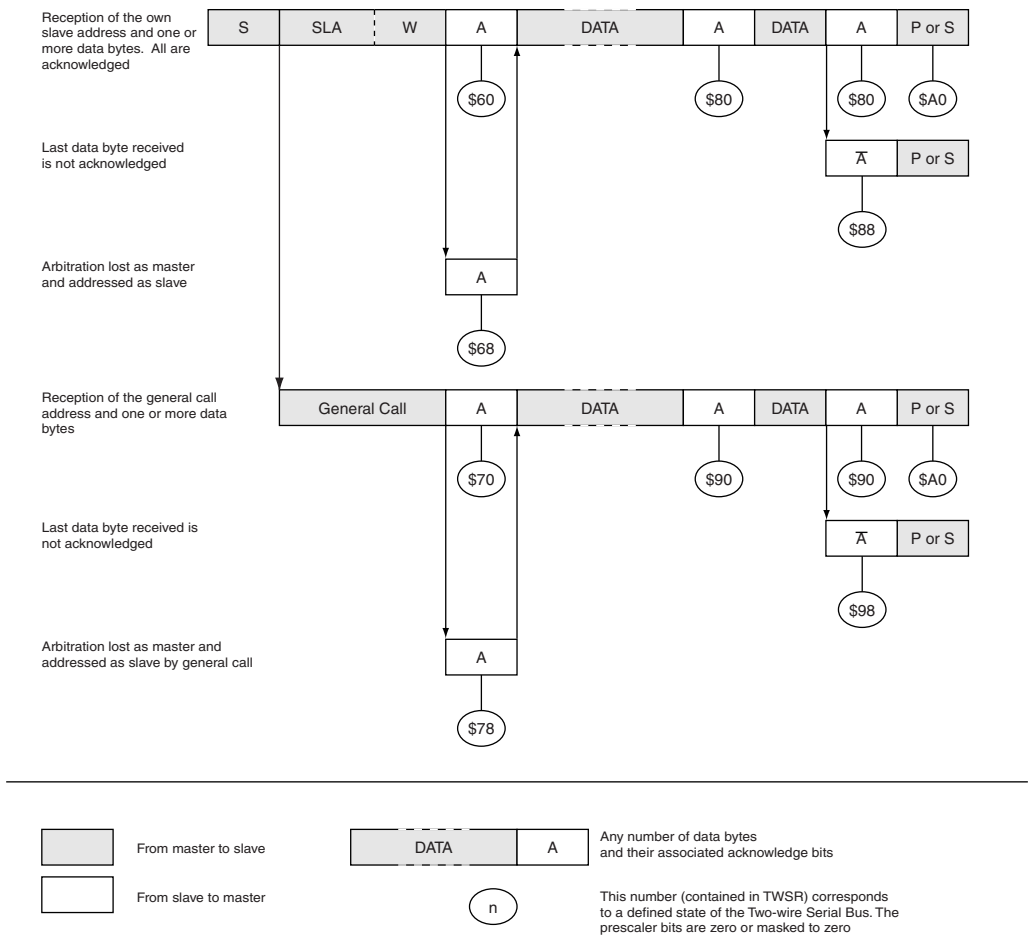 Reception of the own
slave address and one or
more data bytes. All are
acknowledged
S SLA W A DATA A DATA A P or S
$60 $80 $80 $A0
Last data byte received
is not acknowledged
A̅ P or S
$88
Arbitration lost as master
and addressed as slave
A
$68
Reception of the general call
address and one or more data
bytes
General Call A DATA A DATA A P or S
$70 $90 $90 $A0
Last data byte received is
not acknowledged
A̅ P or S
$98
Arbitration lost as master and
addressed as slave by general call
A
$78
From master to slave
DATA A
Any number of data bytes
and their associated acknowledge bits
From slave to master
n
This number (contained in TWSR) corresponds
to a defined state of the Two-wire Serial Bus. The
prescaler bits are zero or masked to zero